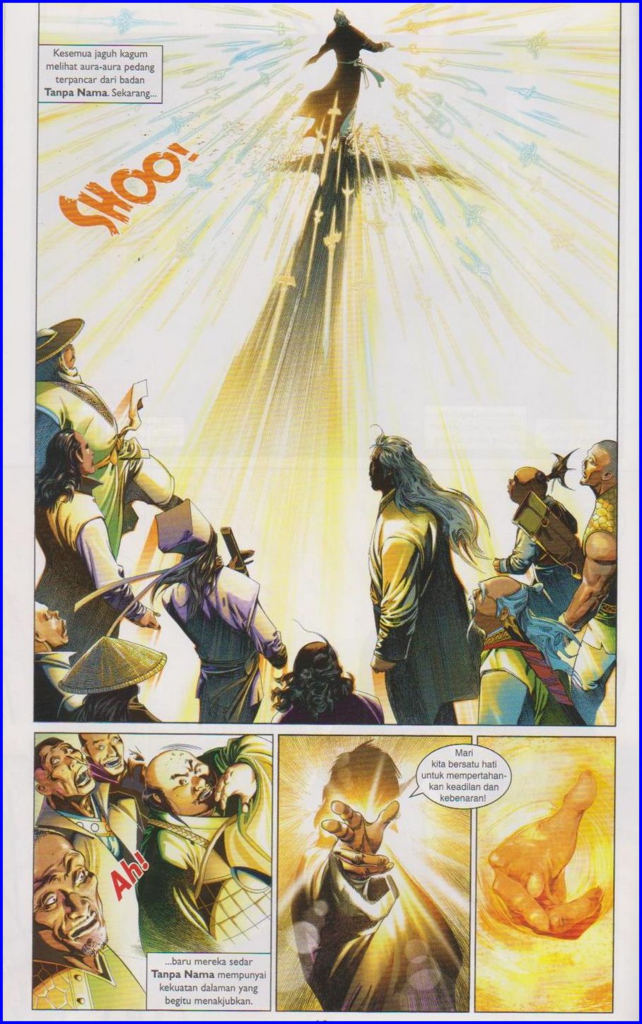 Kesemua jaguh kagum
melihat aura-aura pedang
terpancar dari badan
Tanpa Nama. Sekarang...
SHOO!
Ah!
...baru mereka sedar
Tanpa Nama mempunyai
kekuatan dalaman yang
begitu menakjubkan.
Mari
kita bersatu hati
untuk mempertahan-
kan keadilan dan
kebenaran!